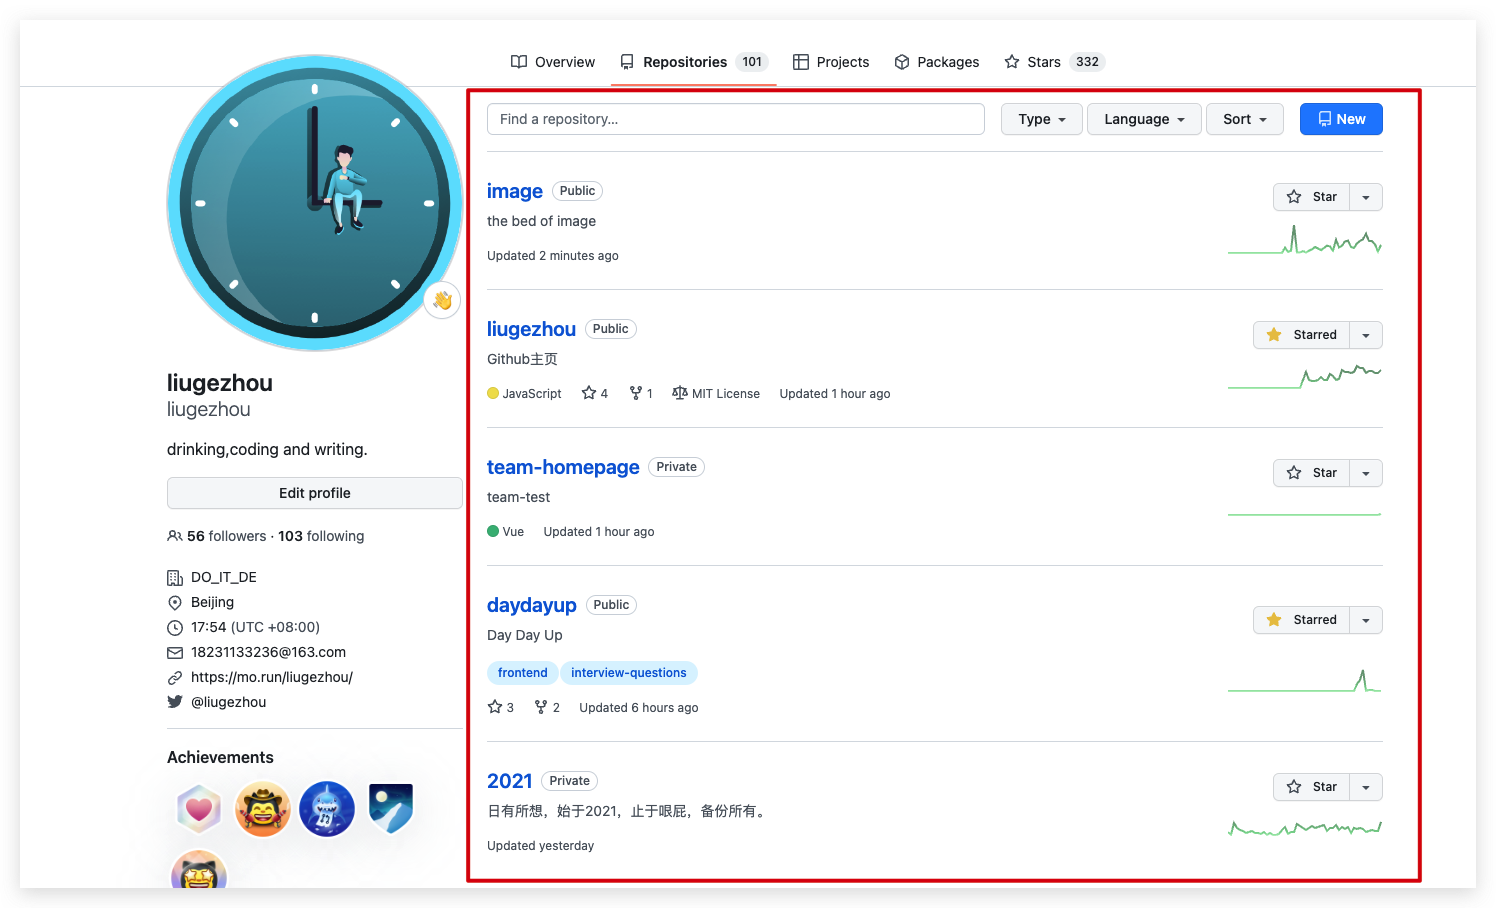 Overview Repositories 101 Projects Packages Stars 332
liugezhou
liugezhou
drinking,coding and writing.
Edit profile
56 followers · 103 following
DO_IT_DE
Beijing
17:54 (UTC +08:00)
18231133236@163.com
https://mo.run/liugezhou/
@liugezhou
Achievements
Find a repository... Type Language Sort New
image Public Star
the bed of image
Updated 2 minutes ago
liugezhou Public Starred
Github主页
JavaScript 4 1 MIT License Updated 1 hour ago
team-homepage Private Star
team-test
Vue Updated 1 hour ago
daydayup Public Starred
Day Day Up
frontend interview-questions
3 2 Updated 6 hours ago
2021 Private Star
日有所想，始于2021，止于哏屁，备份所有。
Updated yesterday